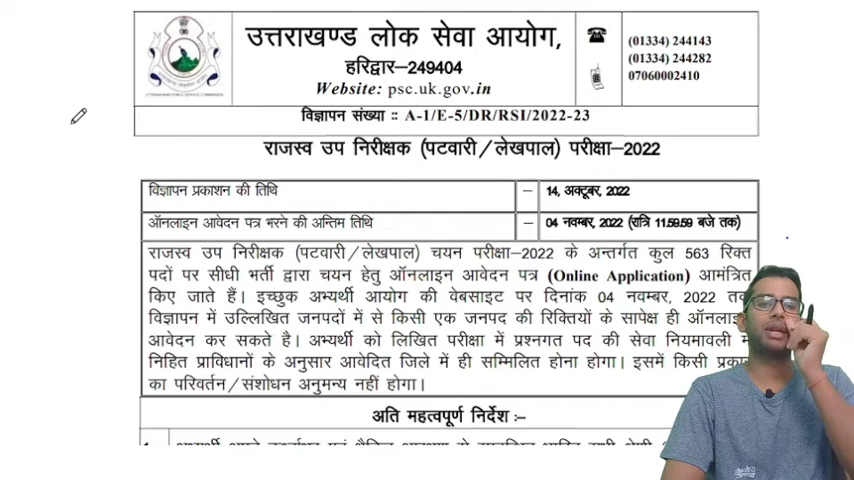 उत्तराखण्ड लोक सेवा आयोग,
हरिद्वार–249404
Website: psc.uk.gov.in
(01334) 244143
(01334) 244282
07060002410
विज्ञापन संख्या :: A-1/E-5/DR/RSI/2022-23
राजस्व उप निरीक्षक (पटवारी/लेखपाल) परीक्षा–2022
विज्ञापन प्रकाशन की तिथि – 14, अक्टूबर, 2022
ऑनलाइन आवेदन पत्र भरने की अन्तिम तिथि – 04 नवम्बर, 2022 (रात्रि 11.59.59 बजे तक)
राजस्व उप निरीक्षक (पटवारी/लेखपाल) चयन परीक्षा–2022 के अन्तर्गत कुल 563 रिक्त
पदों पर सीधी भर्ती द्वारा चयन हेतु ऑनलाइन आवेदन पत्र (Online Application) आमंत्रित
किए जाते हैं। इच्छुक अभ्यर्थी आयोग की वेबसाइट पर दिनांक 04 नवम्बर, 2022
विज्ञापन में उल्लिखित जनपदों में से किसी एक जनपद की रिक्तियों के सापेक्ष ही
आवेदन कर सकते है। अभ्यर्थी को लिखित परीक्षा में प्रश्नगत पद की सेवा नियमावली
निहित प्राविधानों के अनुसार आवेदित जिले में ही सम्मिलित होना होगा। इसमें किसी
का परिवर्तन/संशोधन अनुमन्य नहीं होगा।
अति महत्वपूर्ण निर्देश :–